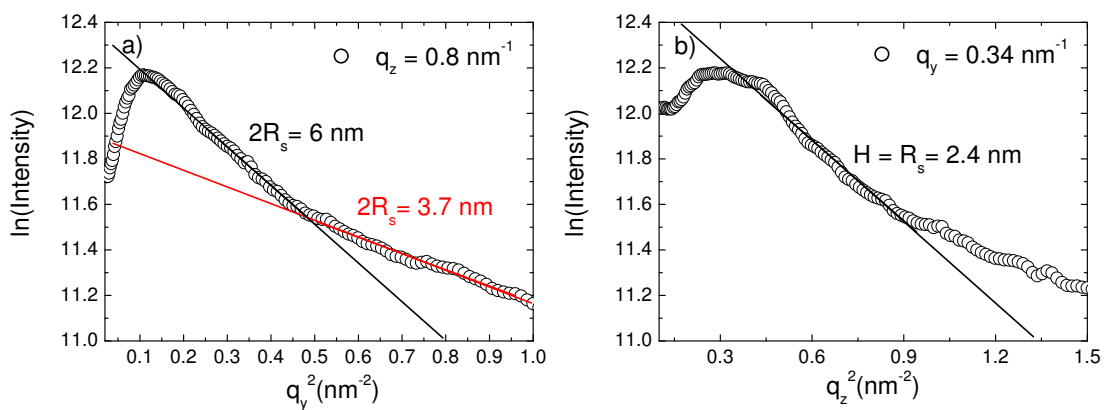 a)
q_z = 0.8 nm^-1
2R_s = 6 nm
2R_s = 3.7 nm
ln(Intensity)
12.4
12.2
12.0
11.8
11.6
11.4
11.2
11.0
0.1 0.2 0.3 0.4 0.5 0.6 0.7 0.8 0.9 1.0
q_y^2(nm^-2)
b)
q_y = 0.34 nm^-1
H = R_s = 2.4 nm
ln(Intensity)
12.4
12.2
12.0
11.8
11.6
11.4
11.2
11.0
0.3 0.6 0.9 1.2 1.5
q_z^2(nm^-2)